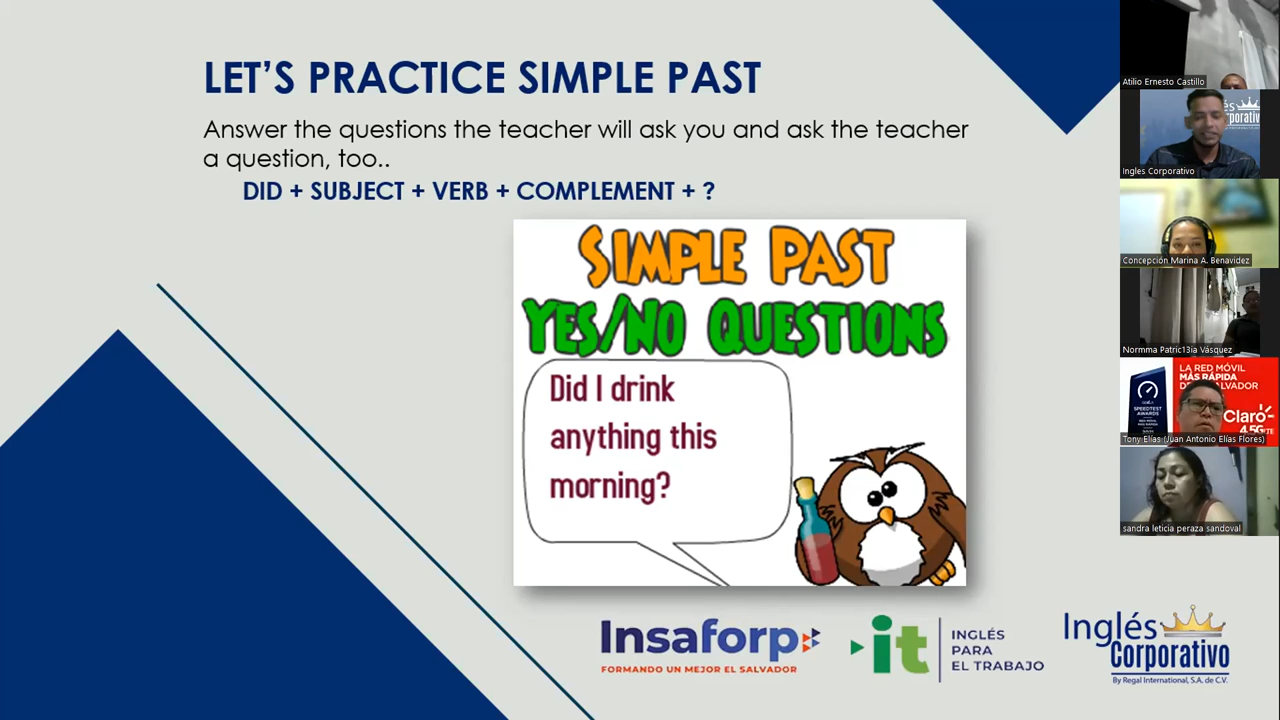 LET'S PRACTICE SIMPLE PAST
Answer the questions the teacher will ask you and ask the teacher
a question, too..
DID + SUBJECT + VERB + COMPLEMENT + ?
SIMPLE PAST
YES/NO QUESTIONS
Did I drink
anything this
morning?
Insaforp
FORMANDO UN MEJOR EL SALVADOR
it
INGLÉS
PARA
EL TRABAJO
Inglés
Corporativo
By Regal International, S.A. de C.V.
Atilio Ernesto Castillo
Ingles Corporativo
Concepción Marina A. Benavidez
Normma Patric13ia Vásquez
LA RED MÓVIL
MÁS RÁPIDA
SPEEDTEST
AWARDS
Claro
4.5G
Tony Elías (Juan Antonio Elías Flores)
sandra leticia peraza sandoval